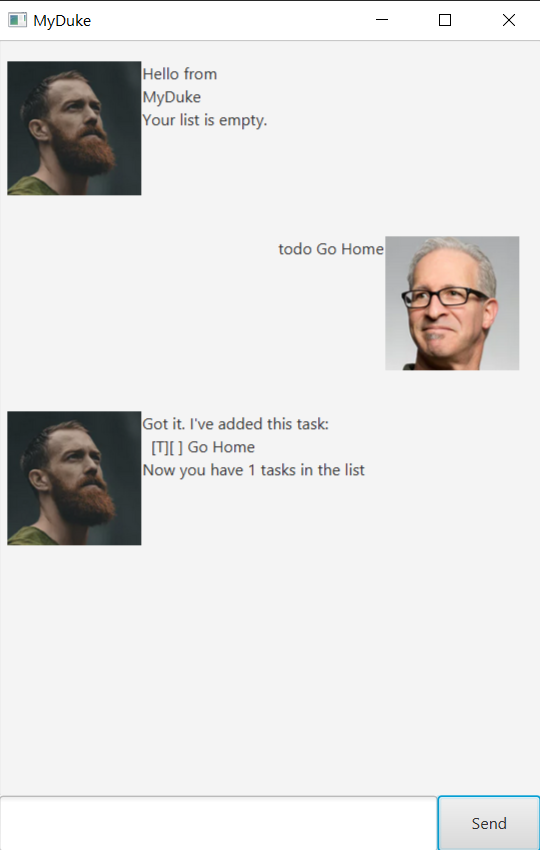 MyDuke
Hello from
MyDuke
Your list is empty.
todo Go Home
Got it. I've added this task:
[T][ ] Go Home
Now you have 1 tasks in the list
Send